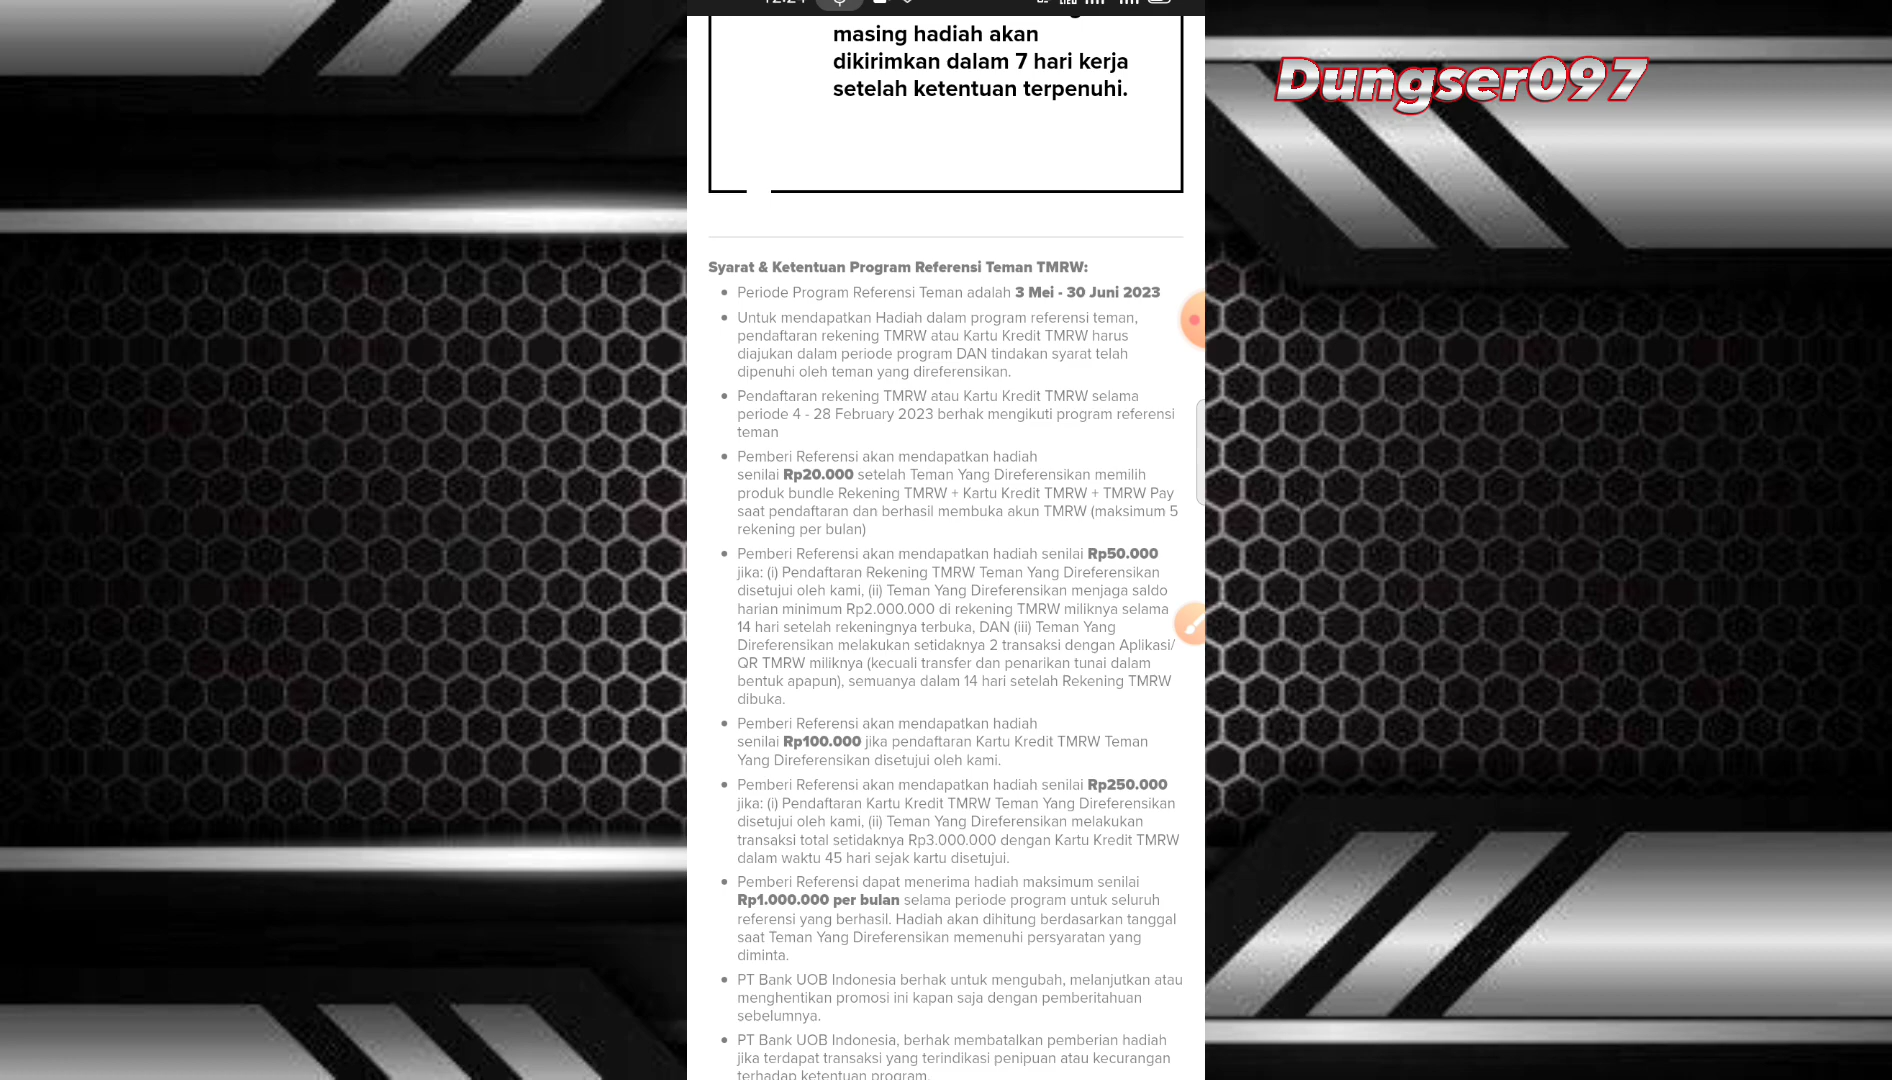 masing hadiah akan
dikirimkan dalam 7 hari kerja
setelah ketentuan terpenuhi.
Dungser097
Syarat & Ketentuan Program Referensi Teman TMRW:
• Periode Program Referensi Teman adalah 3 Mei - 30 Juni 2023
• Untuk mendapatkan Hadiah dalam program referensi teman,
pendaftaran rekening TMRW atau Kartu Kredit TMRW harus
diajukan dalam periode program DAN tindakan syarat telah
dipenuhi oleh teman yang direferensikan.
• Pendaftaran rekening TMRW atau Kartu Kredit TMRW selama
periode 4 - 28 February 2023 berhak mengikuti program referensi
teman
• Pemberi Referensi akan mendapatkan hadiah
senilai Rp20.000 setelah Teman Yang Direferensikan memilih
produk bundle Rekening TMRW + Kartu Kredit TMRW + TMRW Pay
saat pendaftaran dan berhasil membuka akun TMRW (maksimum 5
rekening per bulan)
• Pemberi Referensi akan mendapatkan hadiah senilai Rp50.000
jika: (i) Pendaftaran Rekening TMRW Teman Yang Direferensikan
disetujui oleh kami, (ii) Teman Yang Direferensikan menjaga saldo
harian minimum Rp2.000.000 di rekening TMRW miliknya selama
14 hari setelah rekeningnya terbuka, DAN (iii) Teman Yang
Direferensikan melakukan setidaknya 2 transaksi dengan Aplikasi/
QR TMRW miliknya (kecuali transfer dan penarikan tunai dalam
bentuk apapun), semuanya dalam 14 hari setelah Rekening TMRW
dibuka.
• Pemberi Referensi akan mendapatkan hadiah
senilai Rp100.000 jika pendaftaran Kartu Kredit TMRW Teman
Yang Direferensikan disetujui oleh kami.
• Pemberi Referensi akan mendapatkan hadiah senilai Rp250.000
jika: (i) Pendaftaran Kartu Kredit TMRW Teman Yang Direferensikan
disetujui oleh kami, (ii) Teman Yang Direferensikan melakukan
transaksi total setidaknya Rp3.000.000 dengan Kartu Kredit TMRW
dalam waktu 45 hari sejak kartu disetujui.
• Pemberi Referensi dapat menerima hadiah maksimum senilai
Rp1.000.000 per bulan selama periode program untuk seluruh
referensi yang berhasil. Hadiah akan dihitung berdasarkan tanggal
saat Teman Yang Direferensikan memenuhi persyaratan yang
diminta.
• PT Bank UOB Indonesia berhak untuk mengubah, melanjutkan atau
menghentikan promosi ini kapan saja dengan pemberitahuan
sebelumnya.
• PT Bank UOB Indonesia, berhak membatalkan pemberian hadiah
jika terdapat transaksi yang terindikasi penipuan atau kecurangan
terhadap ketentuan program.